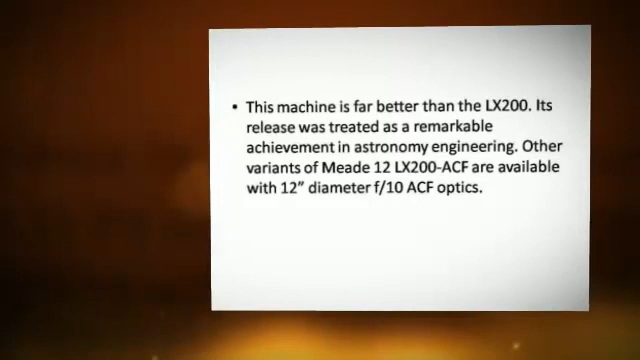 • This machine is far better than the LX200. Its
release was treated as a remarkable
achievement in astronomy engineering. Other
variants of Meade 12 LX200-ACF are available
with 12” diameter f/10 ACF optics.